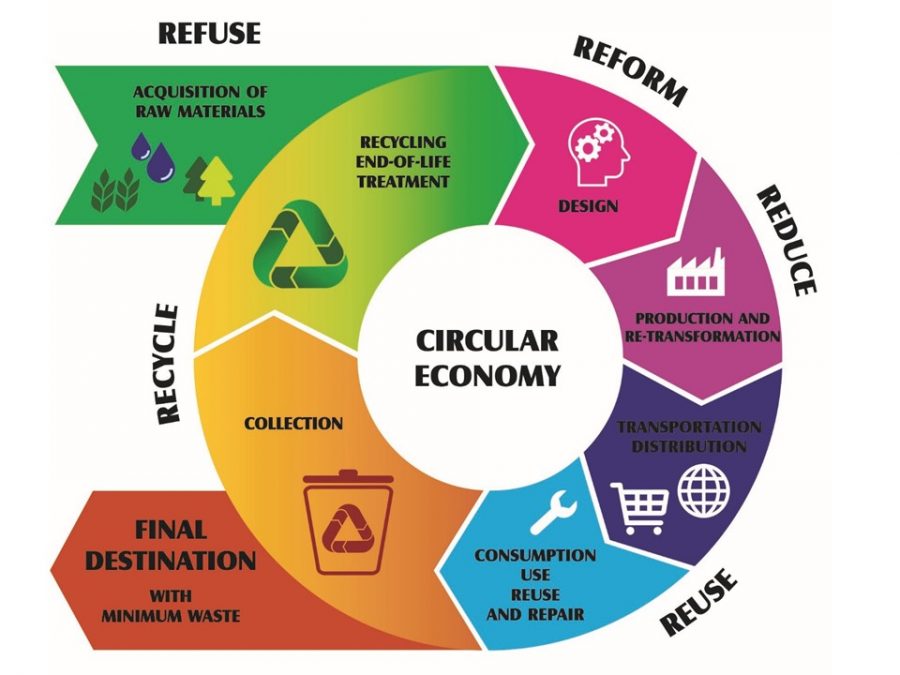 REFUSE
ACQUISITION OF
RAW MATERIALS
RECYCLING
END-OF-LIFE
TREATMENT
REFORM
DESIGN
REDUCE
PRODUCTION AND
RE-TRANSFORMATION
TRANSPORTATION
DISTRIBUTION
REUSE
CONSUMPTION
USE
REUSE
AND REPAIR
RECYCLE
COLLECTION
FINAL
DESTINATION
WITH
MINIMUM WASTE
CIRCULAR
ECONOMY